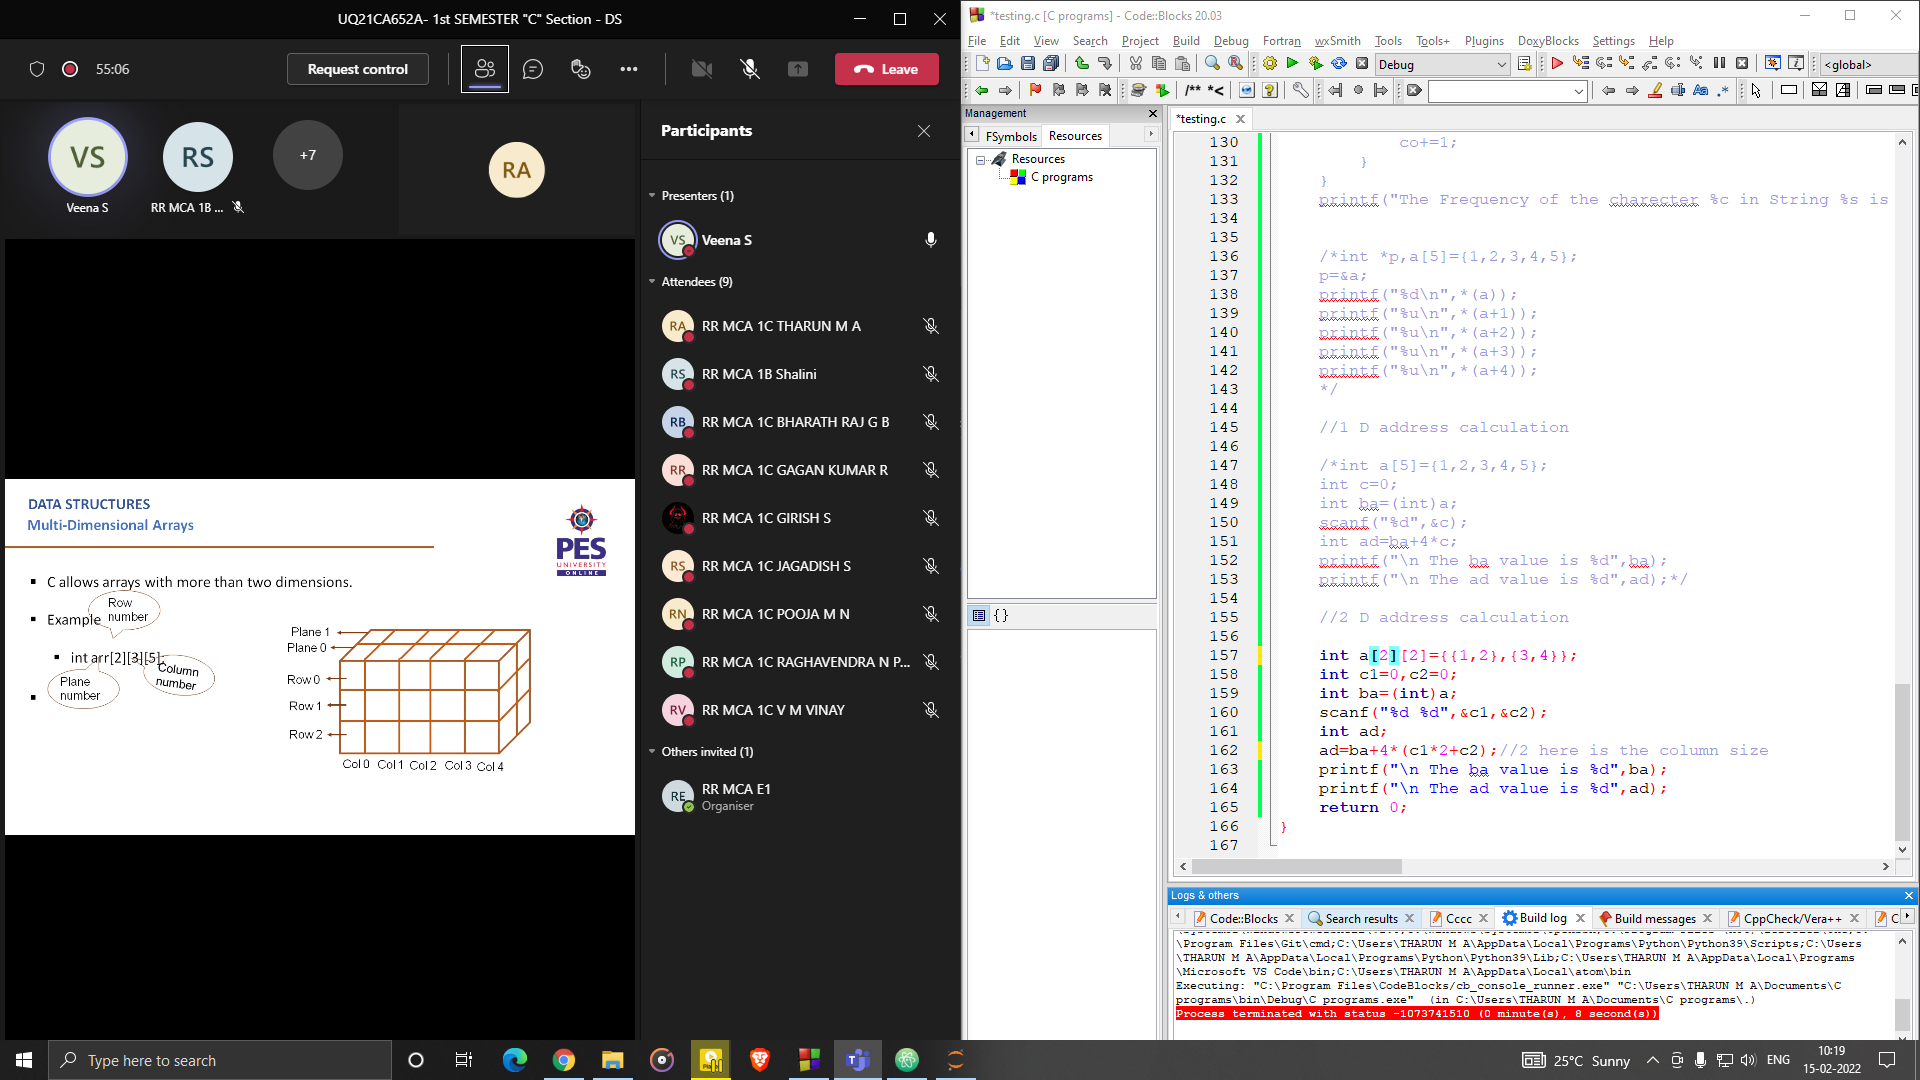 UQ21CA652A- 1st SEMESTER "C" Section - DS
55:06
Request control
Leave
VS
Veena S
RS
RR MCA 1B ...
+7
RA
Participants
Presenters (1)
VS Veena S
Attendees (9)
RA RR MCA 1C THARUN M A
RS RR MCA 1B Shalini
RB RR MCA 1C BHARATH RAJ G B
RR RR MCA 1C GAGAN KUMAR R
RR MCA 1C GIRISH S
RS RR MCA 1C JAGADISH S
RN RR MCA 1C POOJA M N
RP RR MCA 1C RAGHAVENDRA N P...
RV RR MCA 1C V M VINAY
Others invited (1)
RE RR MCA E1
Organiser
DATA STRUCTURES
Multi-Dimensional Arrays
PES
UNIVERSITY
ONLINE
C allows arrays with more than two dimensions.
Example
Row
number
int arr[2][3][5];
Column
number
Plane
number
Plane 1
Plane 0
Row 0
Row 1
Row 2
Col 0 Col 1 Col 2 Col 3 Col 4
*testing.c [C programs] - Code::Blocks 20.03
File Edit View Search Project Build Debug Fortran wxSmith Tools Tools+ Plugins DoxyBlocks Settings Help
Debug
<global>
/** *<
Management
FSymbols Resources
Resources
C programs
{}
*testing.c
130 co+=1;
131 }
132 }
133 printf("The Frequency of the charecter %c in String %s is
134
135
136 /*int *p,a[5]={1,2,3,4,5};
137 p=&a;
138 printf("%d\n",*(a));
139 printf("%u\n",*(a+1));
140 printf("%u\n",*(a+2));
141 printf("%u\n",*(a+3));
142 printf("%u\n",*(a+4));
143 */
144
145 //1 D address calculation
146
147 /*int a[5]={1,2,3,4,5};
148 int c=0;
149 int ba=(int)a;
150 scanf("%d",&c);
151 int ad=ba+4*c;
152 printf("\n The ba value is %d",ba);
153 printf("\n The ad value is %d",ad);*/
154
155 //2 D address calculation
156
157 int a[2][2]={{1,2},{3,4}};
158 int c1=0,c2=0;
159 int ba=(int)a;
160 scanf("%d %d",&c1,&c2);
161 int ad;
162 ad=ba+4*(c1*2+c2);//2 here is the column size
163 printf("\n The ba value is %d",ba);
164 printf("\n The ad value is %d",ad);
165 return 0;
166 }
167
Logs & others
Code::Blocks Search results Cccc Build log Build messages CppCheck/Vera++ C
\Program Files\Git\cmd;C:\Users\THARUN M A\AppData\Local\Programs\Python\Python39\Scripts;C:\Users
\THARUN M A\AppData\Local\Programs\Python\Python39\Lib;C:\Users\THARUN M A\AppData\Local\Programs
\Microsoft VS Code\bin;C:\Users\THARUN M A\AppData\Local\atom\bin
Executing: "C:\Program Files\CodeBlocks/cb_console_runner.exe" "C:\Users\THARUN M A\Documents\C
programs\bin\Debug\C programs.exe"  (in C:\Users\THARUN M A\Documents\C programs\.)
Process terminated with status -1073741510 (0 minute(s), 8 second(s))
Type here to search
25°C Sunny
ENG
10:19
15-02-2022